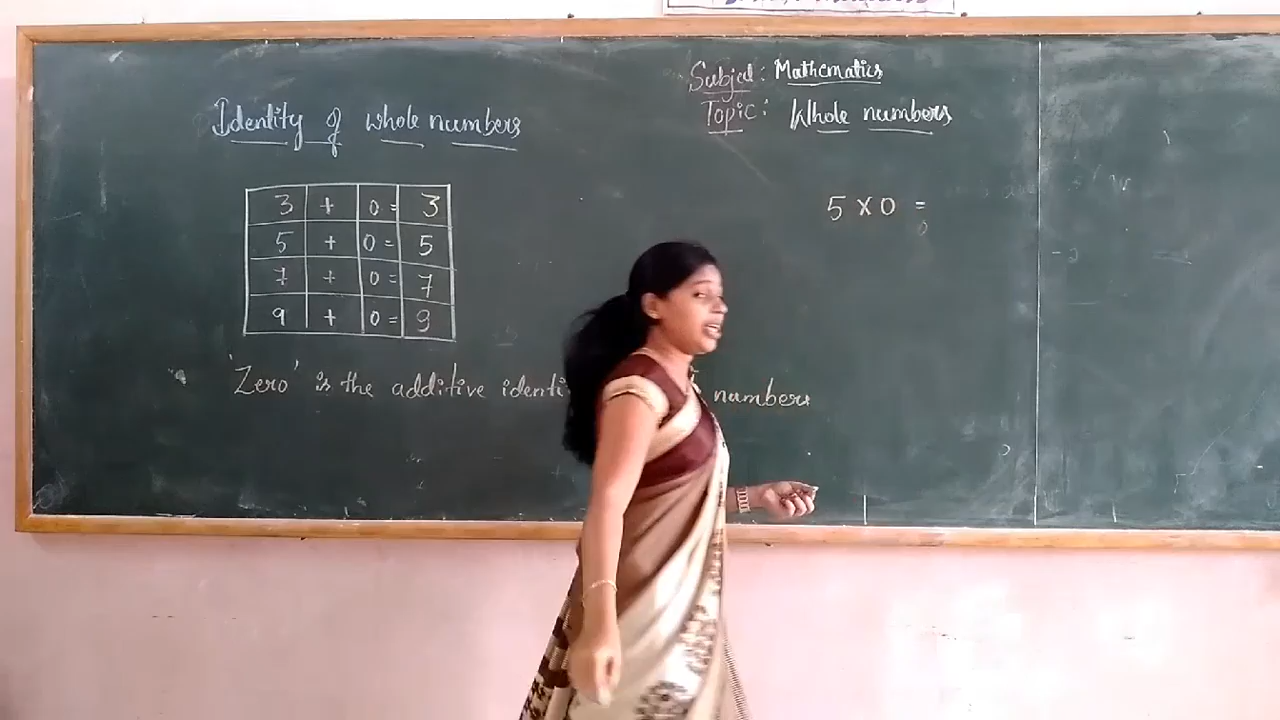 Subject: Mathematics
Topic: Whole numbers
Identity of whole numbers
3 + 0 = 3
5 + 0 = 5
7 + 0 = 7
9 + 0 = 9
5 x 0 =
'Zero' is the additive numbers